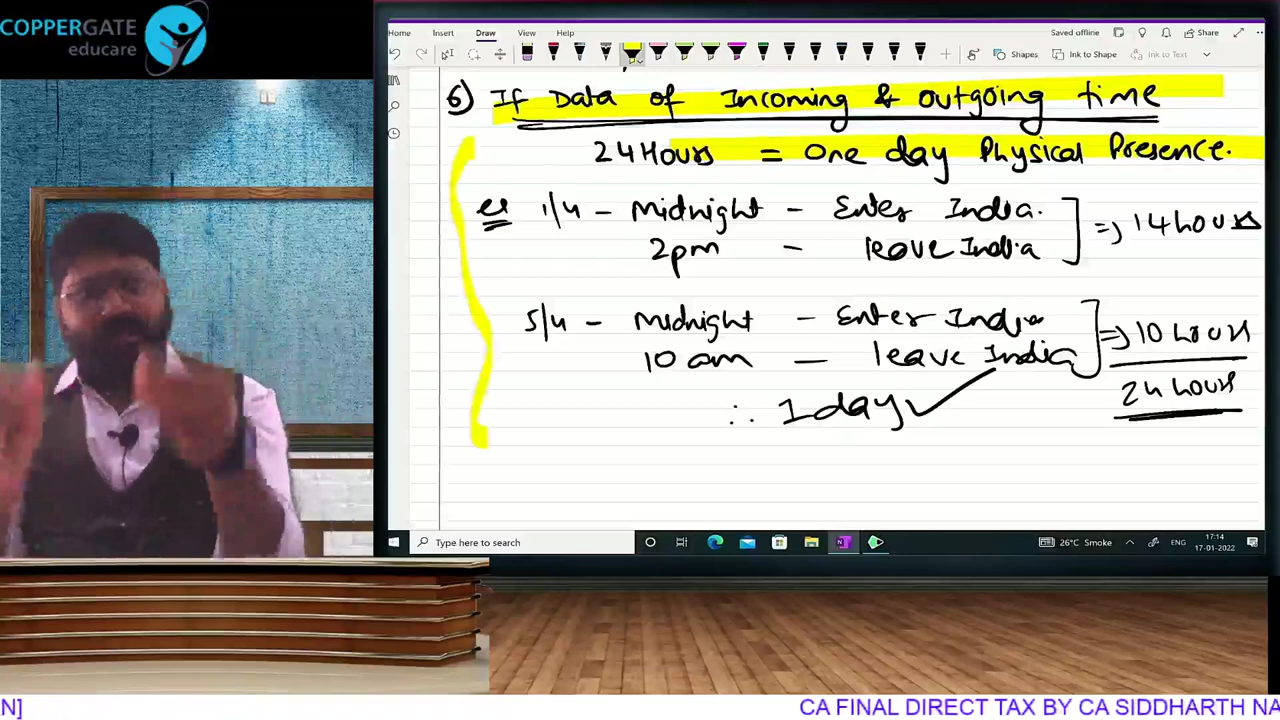 COPPERGATE
educare
Home Insert Draw View Help
Saved offline
Share
Shapes
Ink to Shape
Ink to Text
6) If Data of Incoming & outgoing time
24 Hours = One day Physical Presence.
ex 1/4 - Midnight - Enter India.
2pm - leave India
=> 14 hours
5/4 - Midnight - Enter India
10 am - leave India
=> 10 hours
24 hours
∴ 1 day ✓
Type here to search
26°C Smoke
ENG
17:14
17-01-2022
N]
CA FINAL DIRECT TAX BY CA SIDDHARTH NA